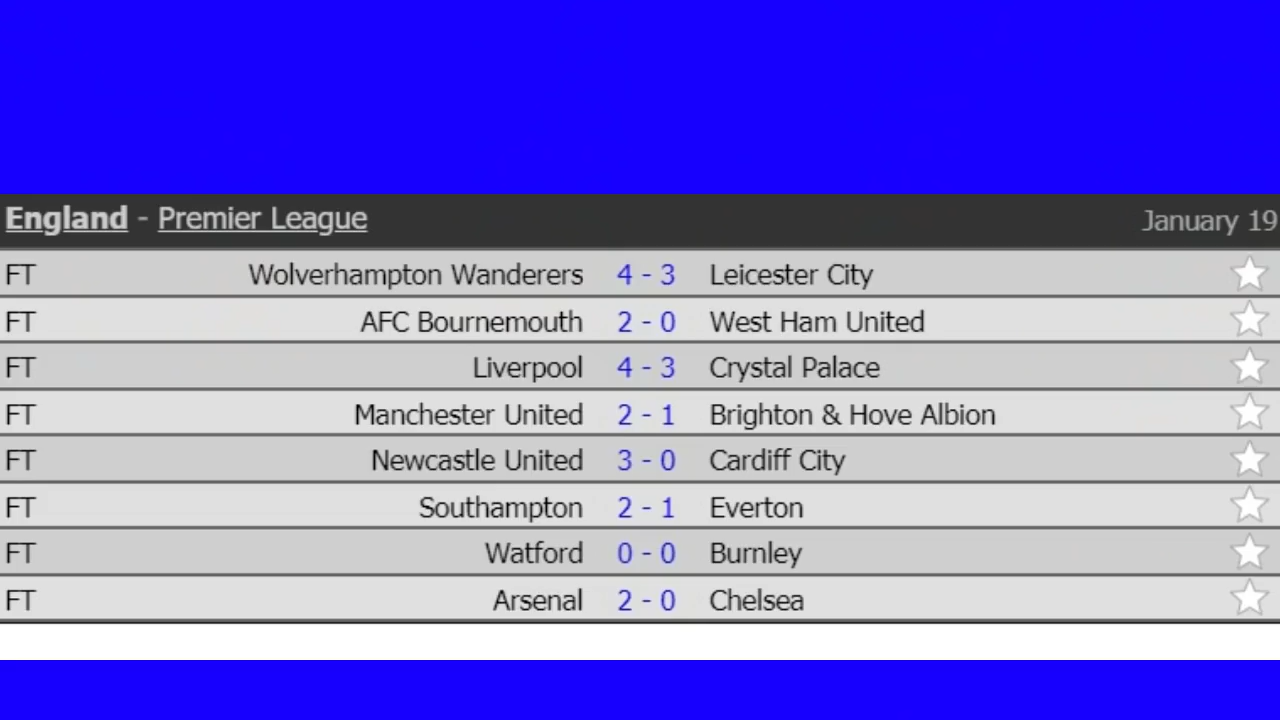 England - Premier League January 19
FT Wolverhampton Wanderers 4 - 3 Leicester City
FT AFC Bournemouth 2 - 0 West Ham United
FT Liverpool 4 - 3 Crystal Palace
FT Manchester United 2 - 1 Brighton & Hove Albion
FT Newcastle United 3 - 0 Cardiff City
FT Southampton 2 - 1 Everton
FT Watford 0 - 0 Burnley
FT Arsenal 2 - 0 Chelsea